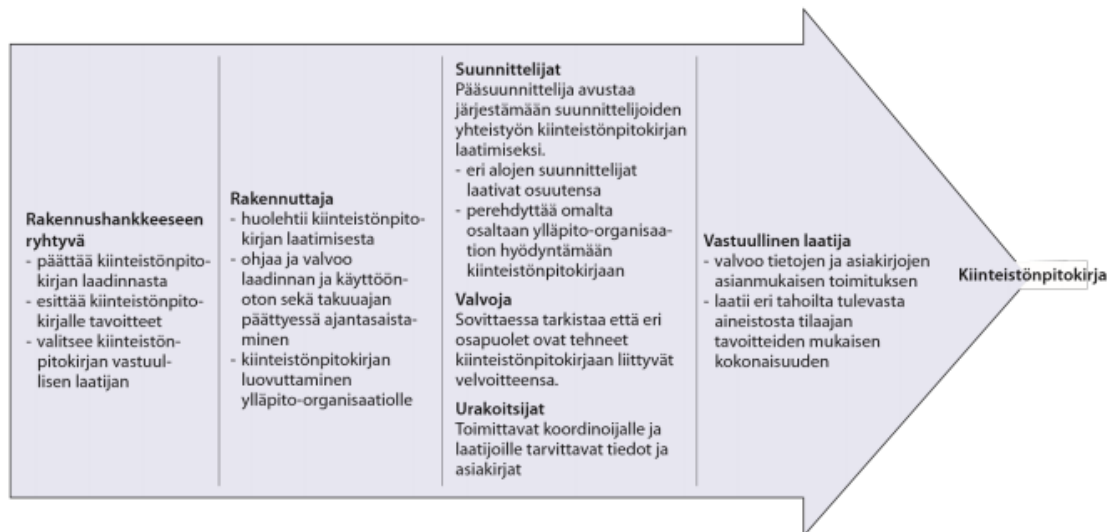 Rakennushankkeeseen
ryhtyvä
- päättää kiinteistönpito-
kirjan laadinnasta
- esittää kiinteistönpito-
kirjalle tavoitteet
- valitsee kiinteistön-
pitokirjan vastuul-
lisen laatijan
Rakennuttaja
- huolehtii kiinteistönpito-
kirjan laatimisesta
- ohjaa ja valvoo
laadinnan ja käyttöön-
oton sekä takuuajan
päättyessä ajantasaista-
minen
- kiinteistönpitokirjan
luovuttaminen
ylläpito-organisaatiolle
Suunnittelijat
Pääsuunnittelija avustaa
järjestämään suunnittelijoiden
yhteistyön kiinteistönpitokirjan
laatimiseksi.
- eri alojen suunnittelijat
laativat osuutensa
- perehdyttää omalta
osaltaan ylläpito-organisaa-
tion hyödyntämään
kiinteistönpitokirjaan
Valvoja
Sovittaessa tarkistaa että eri
osapuolet ovat tehneet
kiinteistönpitokirjaan liittyvät
velvoitteensa.
Urakoitsijat
Toimittavat koordinoijalle ja
laatijoille tarvittavat tiedot ja
asiakirjat
Vastuullinen laatija
- valvoo tietojen ja asiakirjojen
asianmukaisen toimituksen
- laatii eri tahoilta tulevasta
aineistosta tilaajan
tavoitteiden mukaisen
kokonaisuuden
Kiinteistönpitokirja